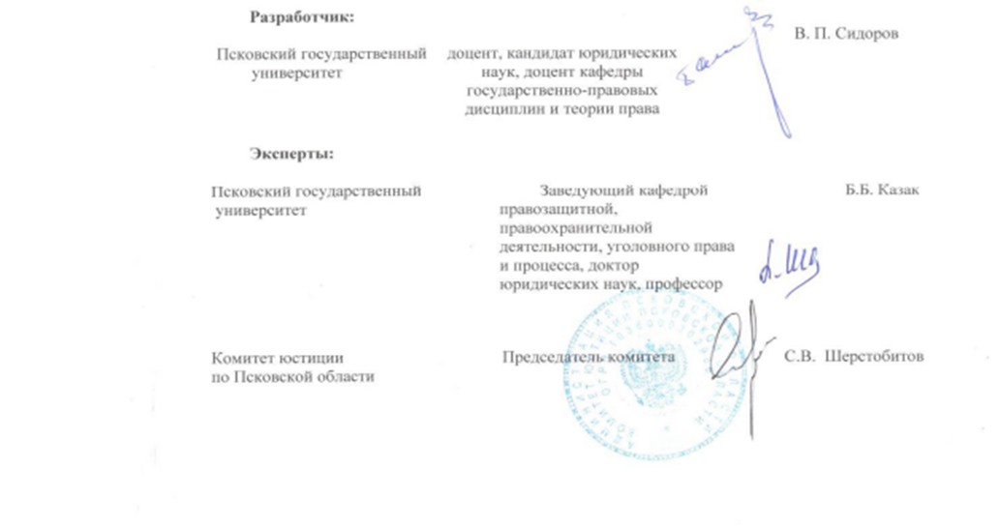 Разработчик:
В. П. Сидоров
Псковский государственный университет
доцент, кандидат юридических
наук, доцент кафедры
государственно-правовых
дисциплин и теории права
Эксперты:
Псковский государственный
университет
Заведующий кафедрой
правозащитной,
правоохранительной
деятельности, уголовного права
и процесса, доктор
юридических наук, профессор
Б.Б. Казак
Комитет юстиции
по Псковской области
Председатель комитета
С.В. Шерстобитов